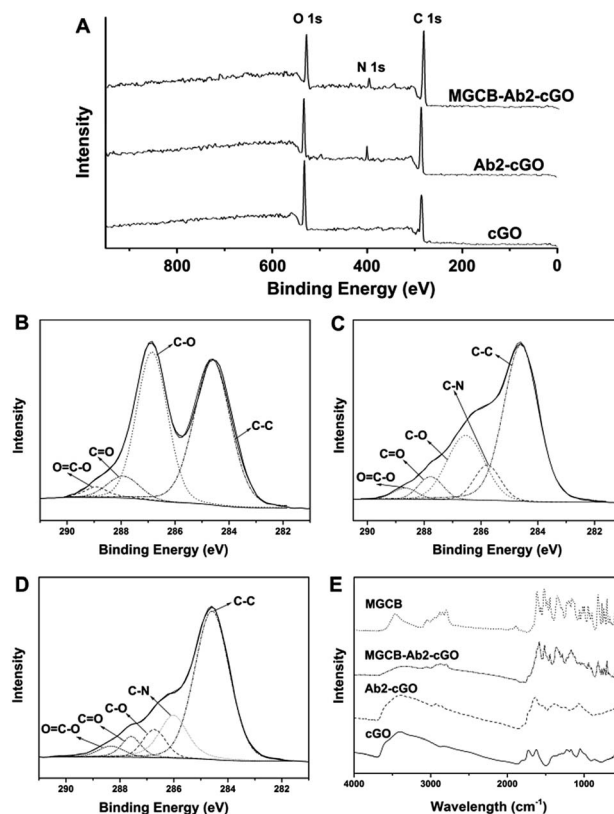 A
O 1s
C 1s
N 1s
MGCB-Ab2-cGO
Ab2-cGO
cGO
Intensity
800 600 400 200 0
Binding Energy (eV)
B
C-O
C-C
C=O
O=C-O
Intensity
290 288 286 284 282
Binding Energy (eV)
C
C-C
C-N
C-O
C=O
O=C-O
Intensity
290 288 286 284 282
Binding Energy (eV)
D
C-C
C-N
C-O
C=O
O=C-O
Intensity
290 288 286 284 282
Binding Energy (eV)
E
MGCB
MGCB-Ab2-cGO
Ab2-cGO
cGO
Intensity
4000 3000 2000 1000
Wavelength (cm⁻¹)